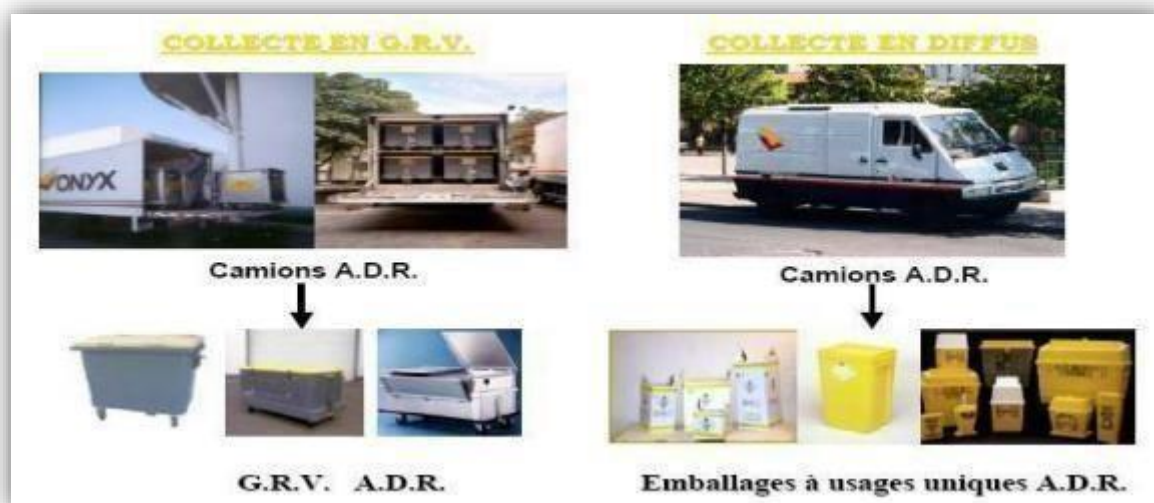 COLLECTE EN G.R.V.
COLLECTE EN DIFFUS
ONYX
Camions A.D.R.
Camions A.D.R.
G.R.V. A.D.R.
Emballages à usages uniques A.D.R.